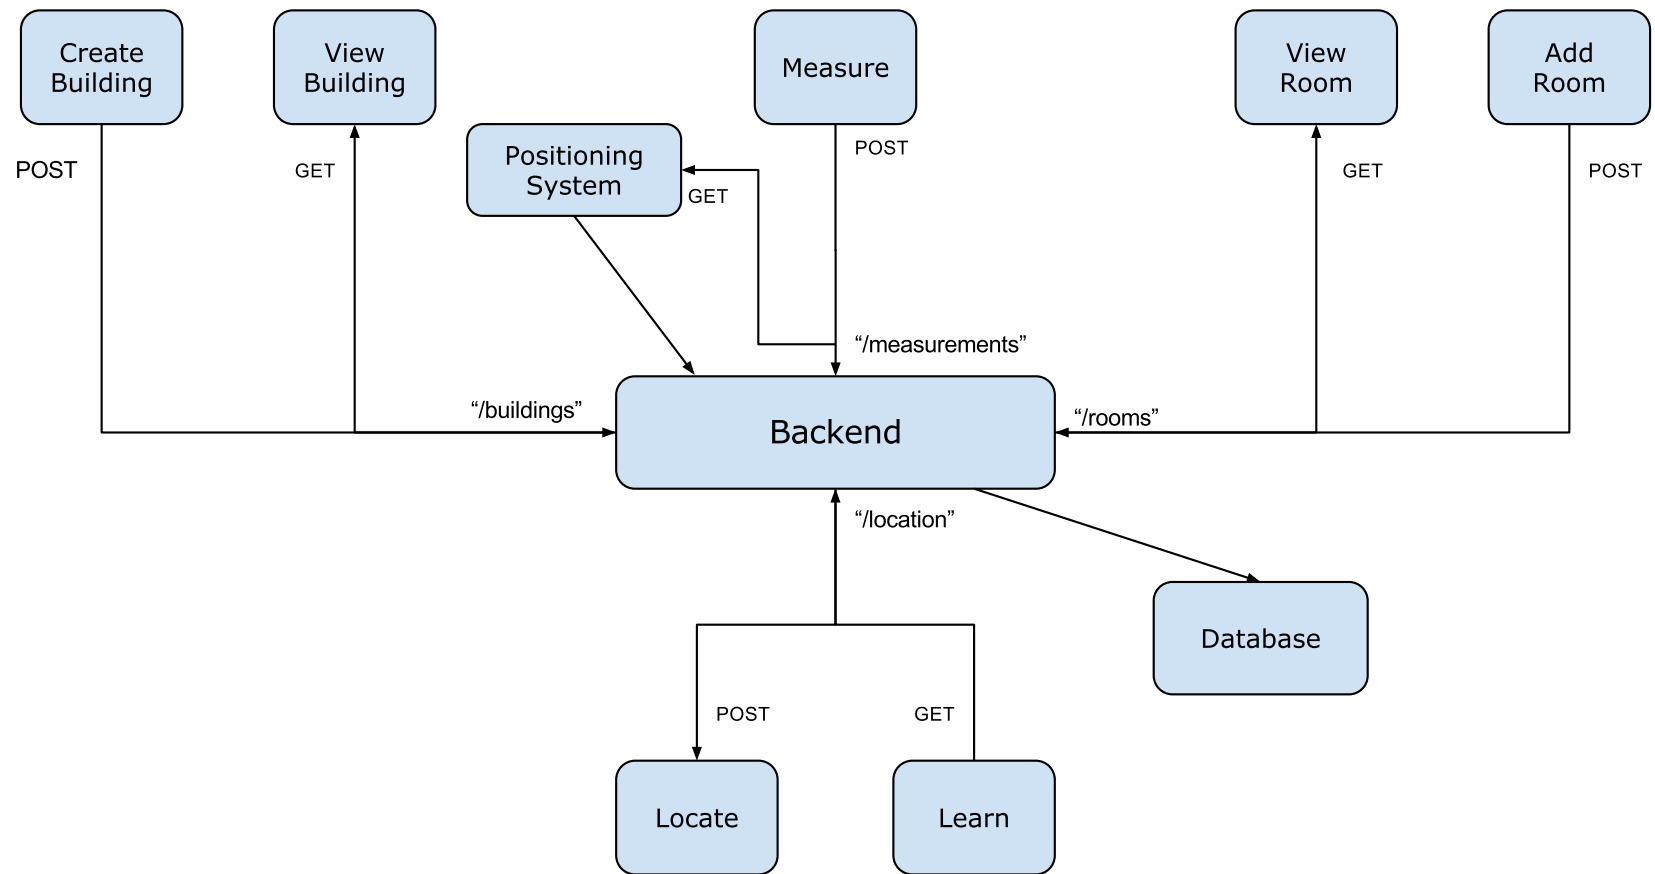 Create
Building
View
Building
Measure
View
Room
Add
Room
POST
GET
Positioning
System
GET
POST
GET
POST
“/measurements”
“/buildings”
Backend
“/rooms”
“/location”
Database
POST
GET
Locate
Learn